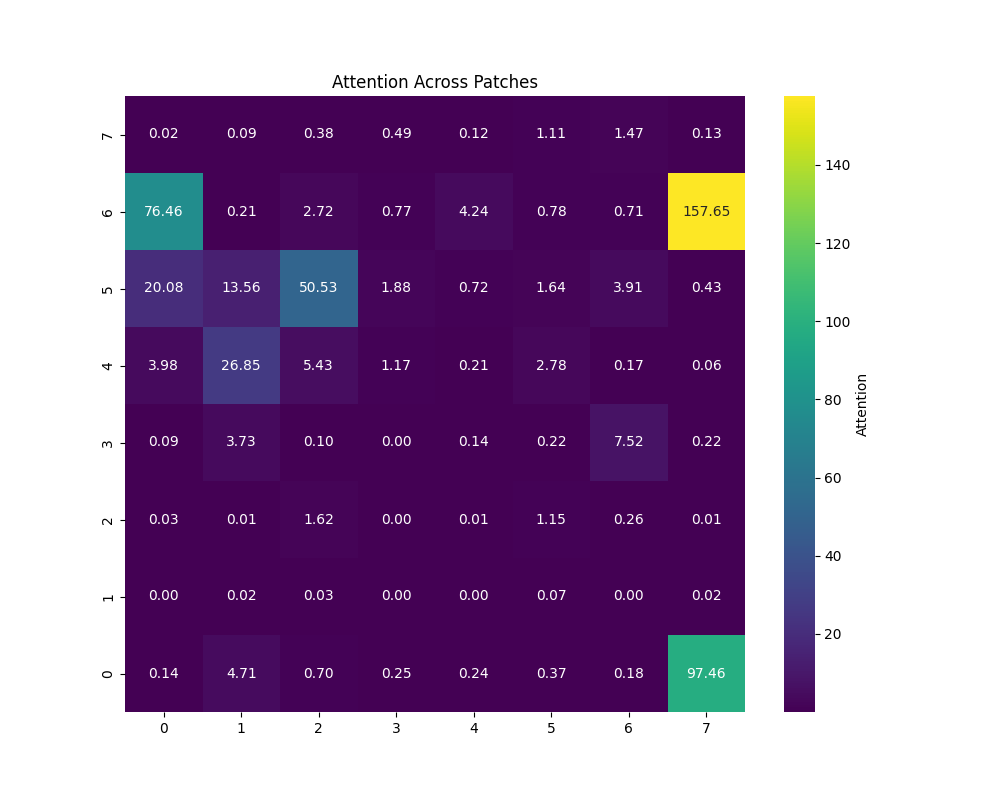 Attention Across Patches
7 0.02 0.09 0.38 0.49 0.12 1.11 1.47 0.13
6 76.46 0.21 2.72 0.77 4.24 0.78 0.71 157.65
5 20.08 13.56 50.53 1.88 0.72 1.64 3.91 0.43
4 3.98 26.85 5.43 1.17 0.21 2.78 0.17 0.06
3 0.09 3.73 0.10 0.00 0.14 0.22 7.52 0.22
2 0.03 0.01 1.62 0.00 0.01 1.15 0.26 0.01
1 0.00 0.02 0.03 0.00 0.00 0.07 0.00 0.02
0 0.14 4.71 0.70 0.25 0.24 0.37 0.18 97.46
0 1 2 3 4 5 6 7
140
120
100
80
60
40
20
Attention